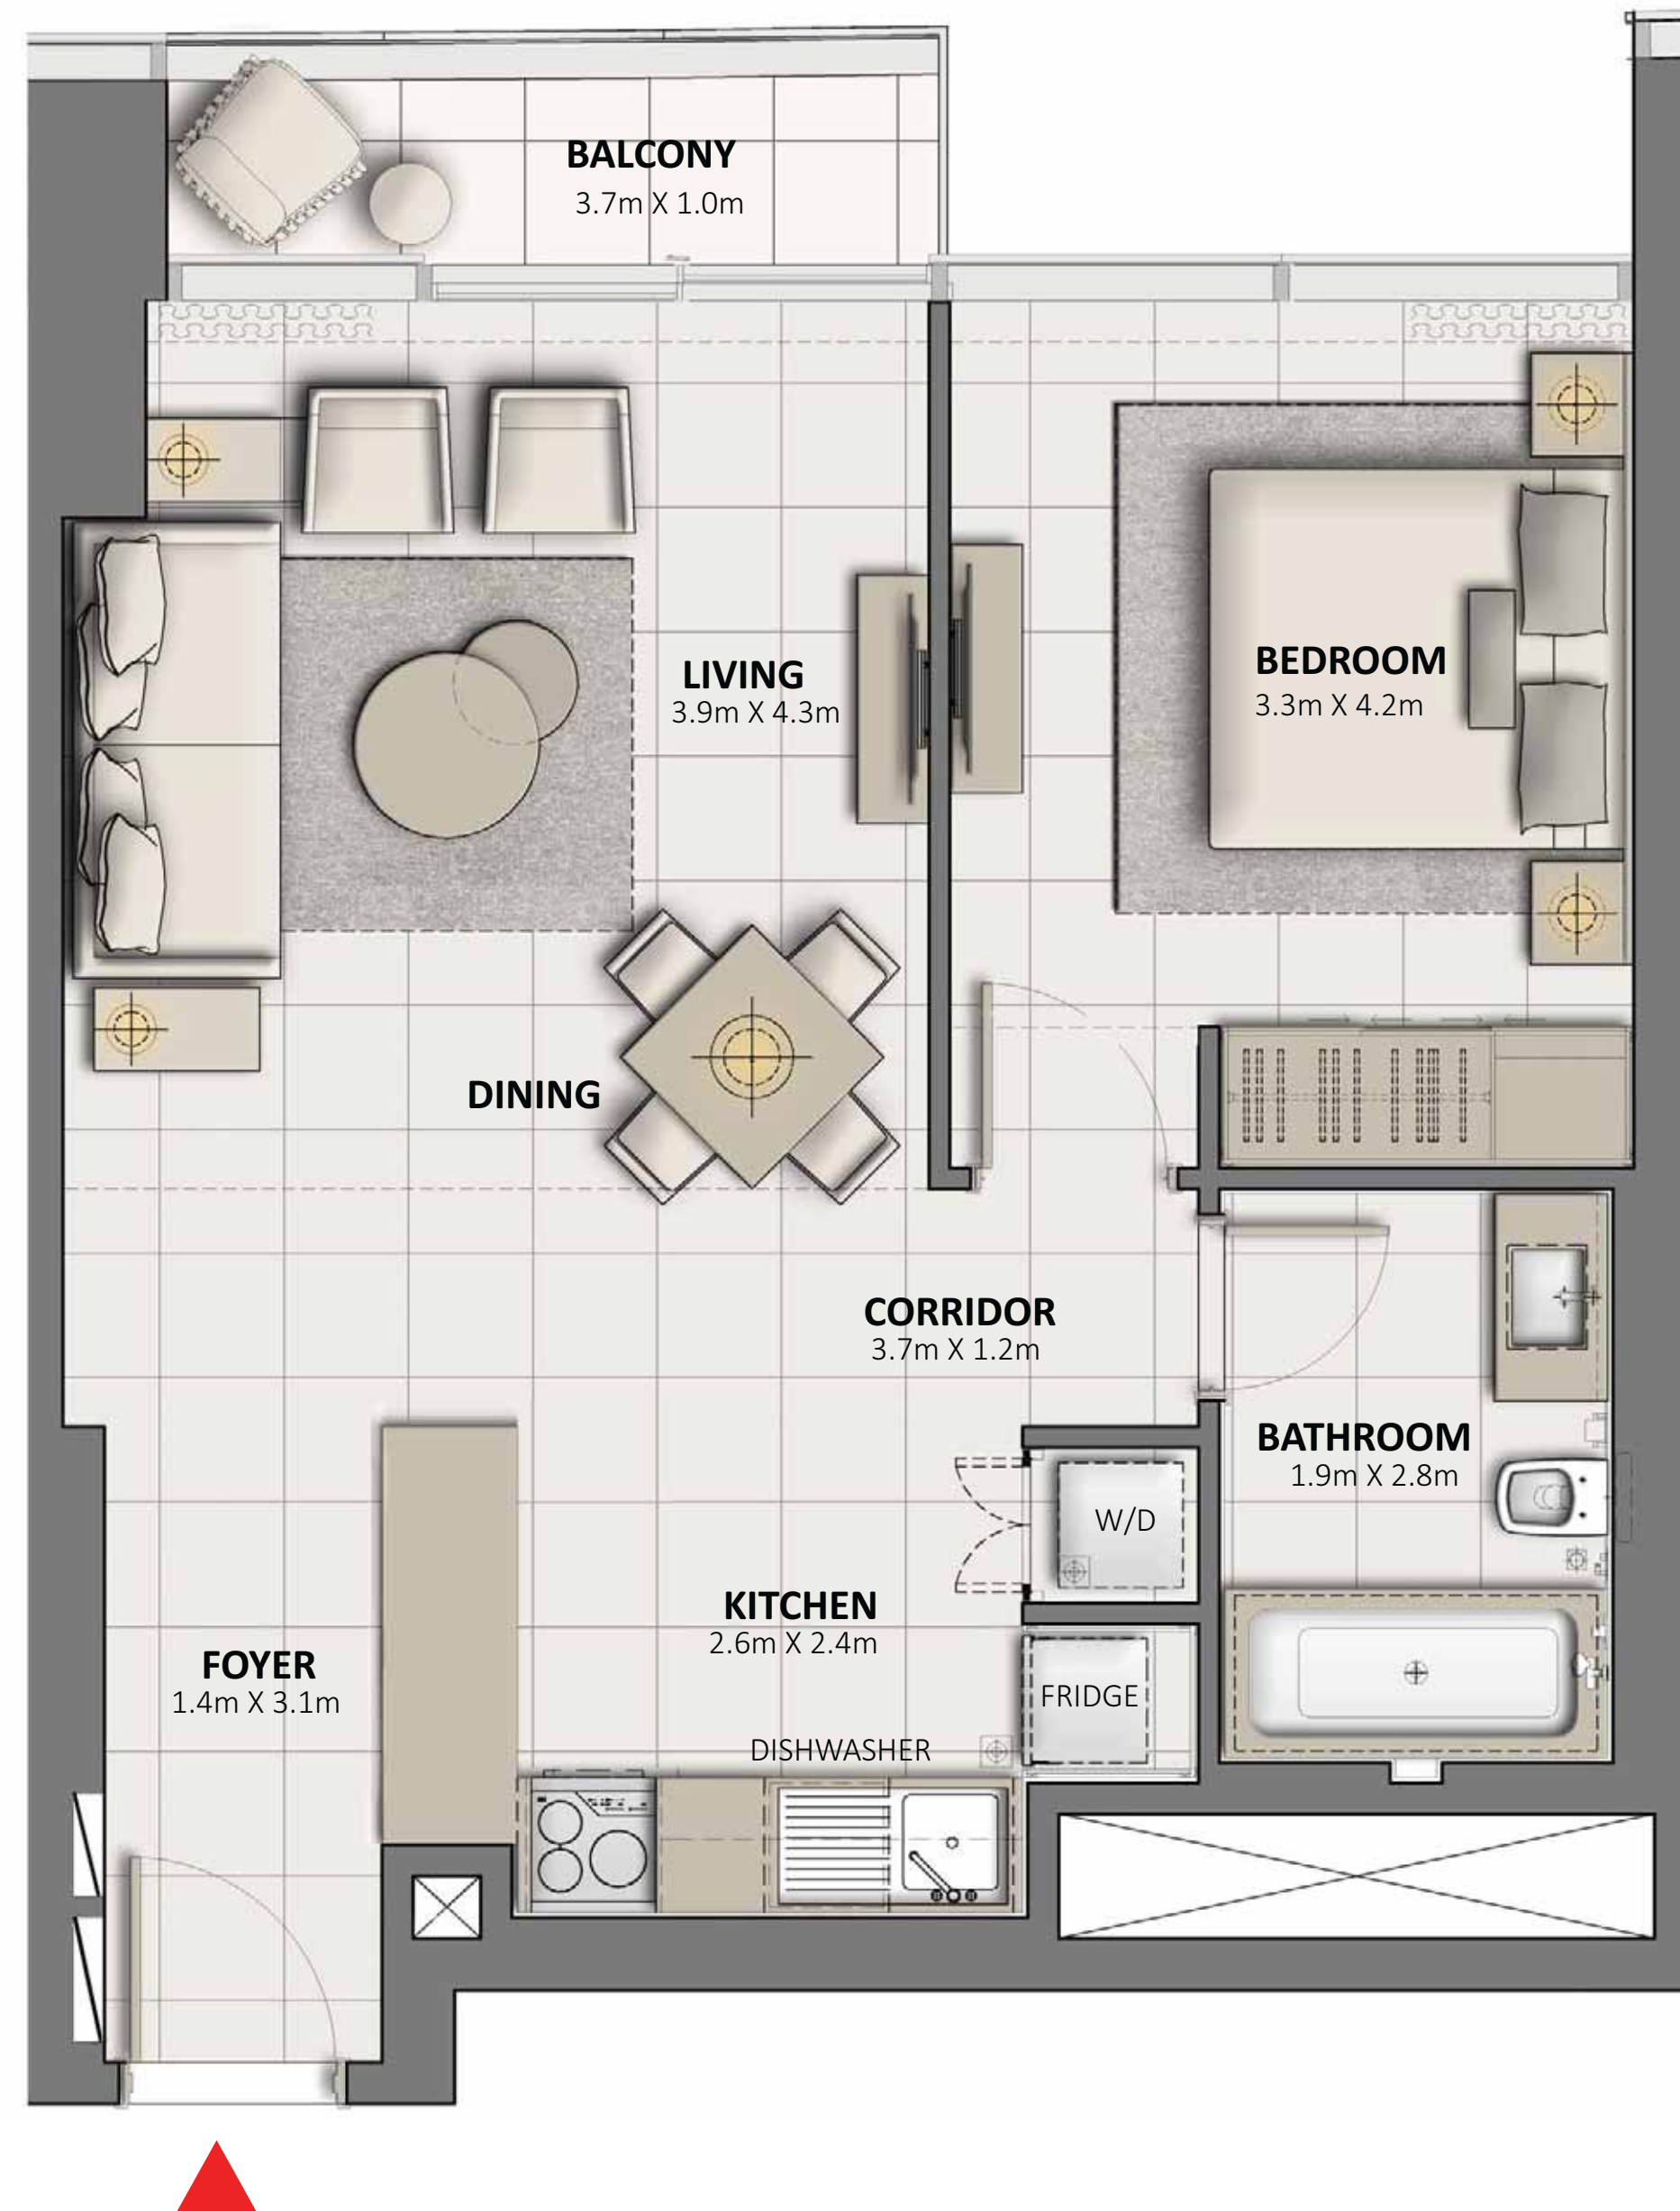 BALCONY
3.7m X 1.0m
LIVING
3.9m X 4.3m
BEDROOM
3.3m X 4.2m
DINING
CORRIDOR
3.7m X 1.2m
BATHROOM
1.9m X 2.8m
W/D
KITCHEN
2.6m X 2.4m
FOYER
1.4m X 3.1m
FRIDGE
DISHWASHER